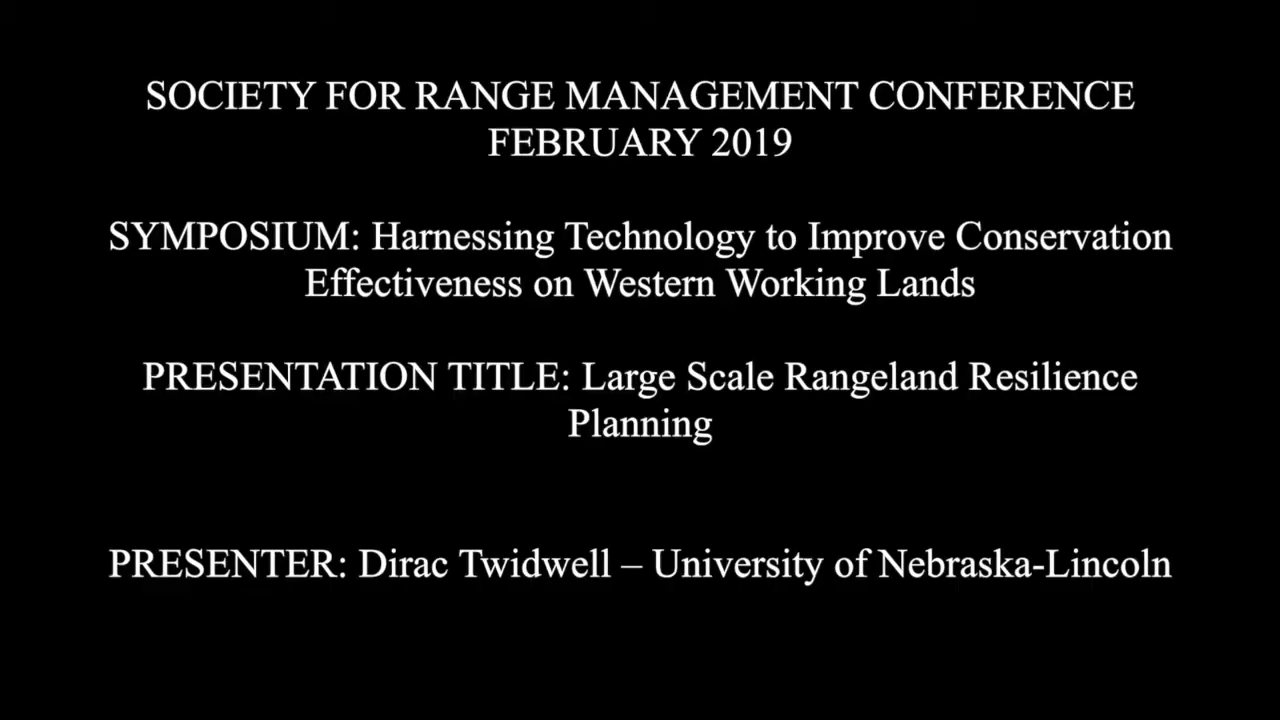 SOCIETY FOR RANGE MANAGEMENT CONFERENCE
FEBRUARY 2019
SYMPOSIUM: Harnessing Technology to Improve Conservation
Effectiveness on Western Working Lands
PRESENTATION TITLE: Large Scale Rangeland Resilience
Planning
PRESENTER: Dirac Twidwell – University of Nebraska-Lincoln